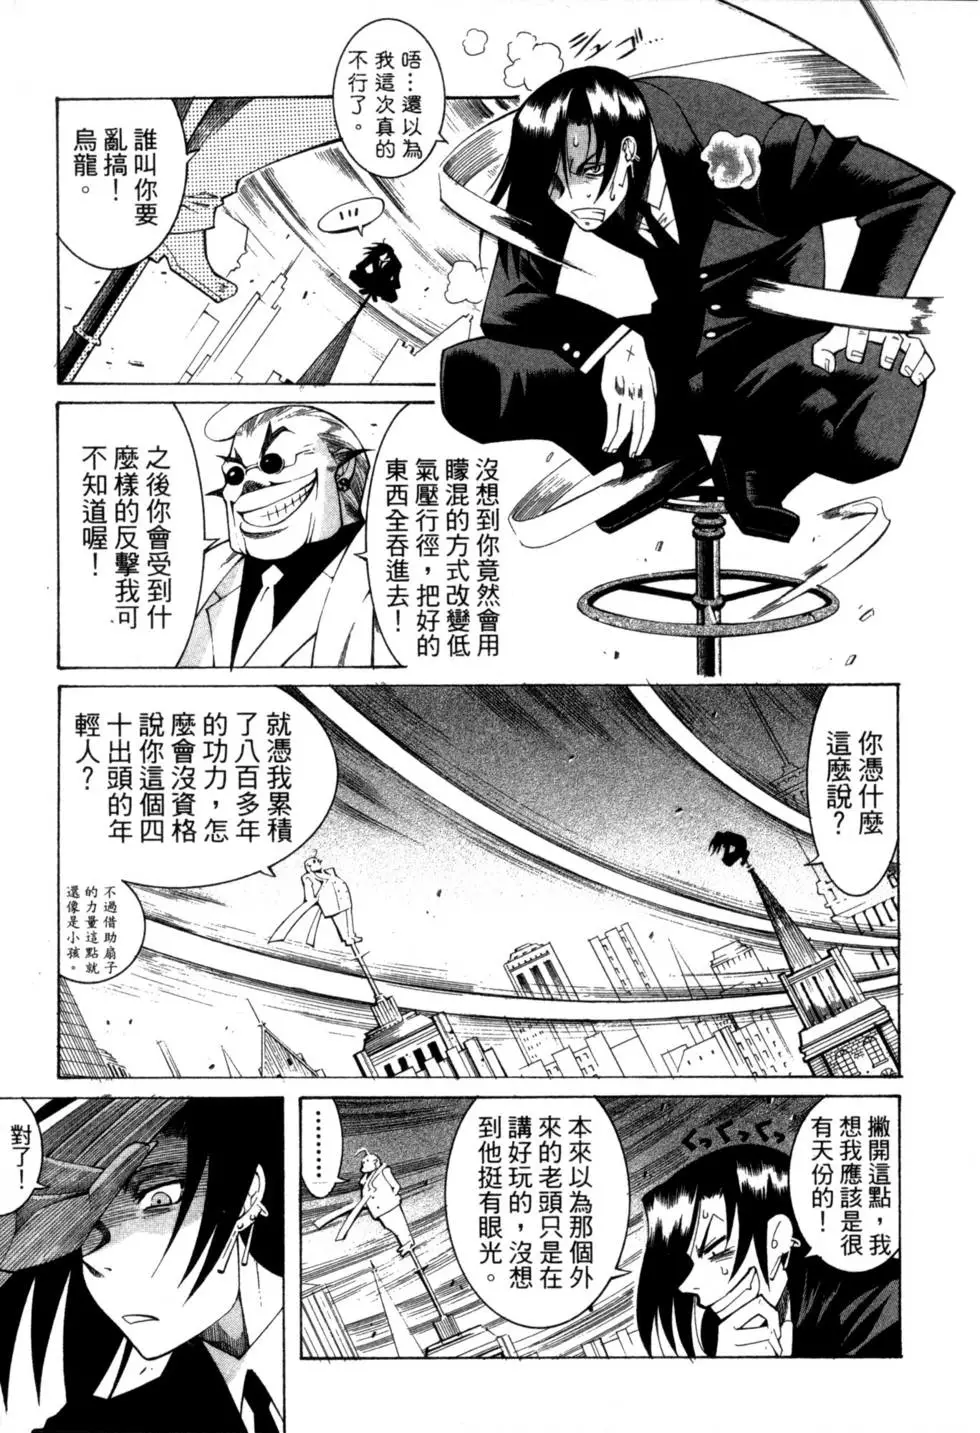 唔…還以為
我這次真的
不行了。
誰叫你要
亂搞！
烏龍。
沒想到你竟然會用
矇混的方式改變低
氣壓行徑，把好的
東西全吞進去！
之後你會受到什
麼樣的反擊我可
不知道喔！
你憑什麼
這麼說？
就憑我累積
了八百多年
的功力，怎
麼會沒資格
說你這個四
十出頭的年
輕人？
不過借助扇子
的力量這點就
還像是小孩。
撇開這點，我
想我應該是很
有天份的！
くっくっくっ
本來以為那個外
來的老頭只是在
講好玩的，沒想
到他挺有眼光。
………
對了！